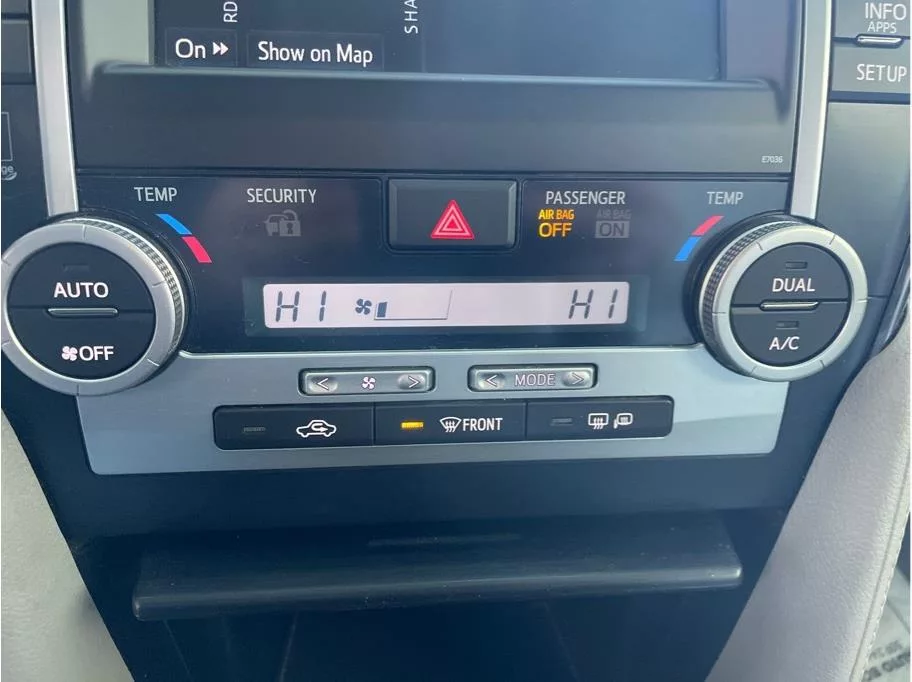 RD
SHA
On
Show on Map
INFO
APPS
SETUP
E7036
TEMP
SECURITY
PASSENGER
AIR BAG
OFF
AIR BAG
ON
TEMP
AUTO
OFF
HI
HI
DUAL
A/C
< >
< MODE >
FRONT